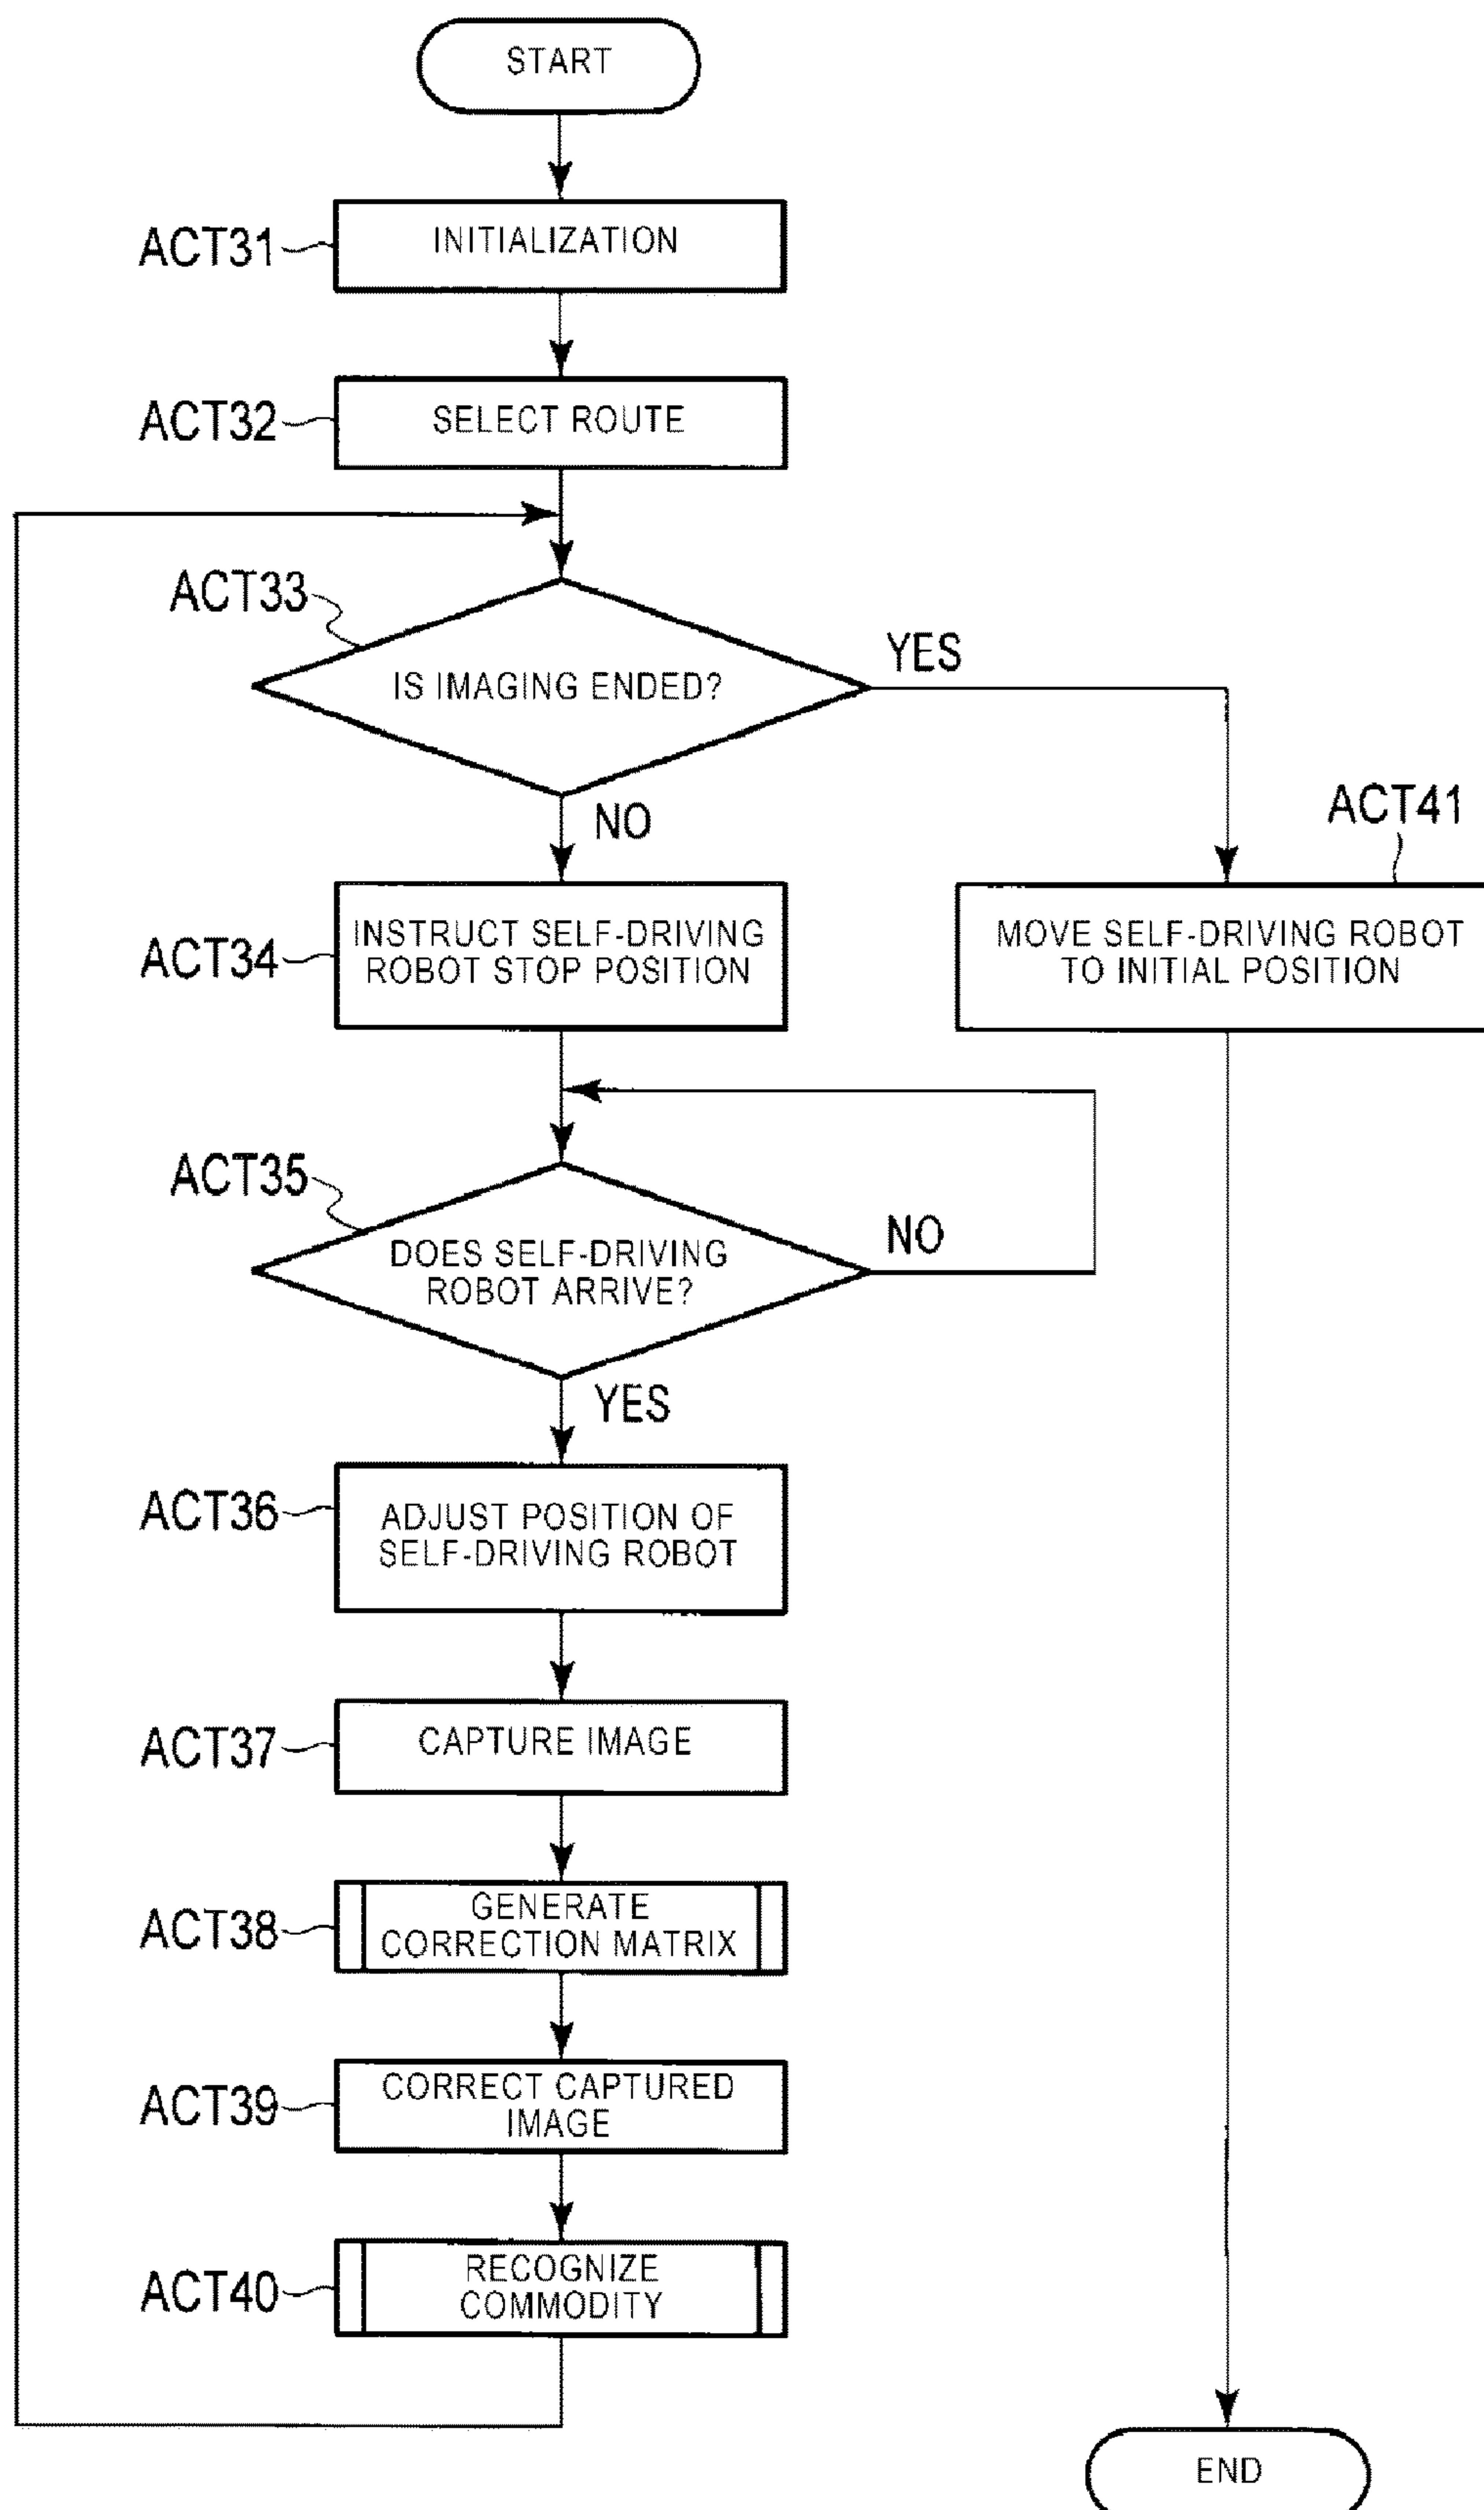 START
ACT31
INITIALIZATION
ACT32
SELECT ROUTE
ACT33
IS IMAGING ENDED?
YES
NO
ACT34
INSTRUCT SELF-DRIVING
ROBOT STOP POSITION
ACT41
MOVE SELF-DRIVING ROBOT
TO INITIAL POSITION
ACT35
DOES SELF-DRIVING
ROBOT ARRIVE?
NO
YES
ACT36
ADJUST POSITION OF
SELF-DRIVING ROBOT
ACT37
CAPTURE IMAGE
ACT38
GENERATE
CORRECTION MATRIX
ACT39
CORRECT CAPTURED
IMAGE
ACT40
RECOGNIZE
COMMODITY
END